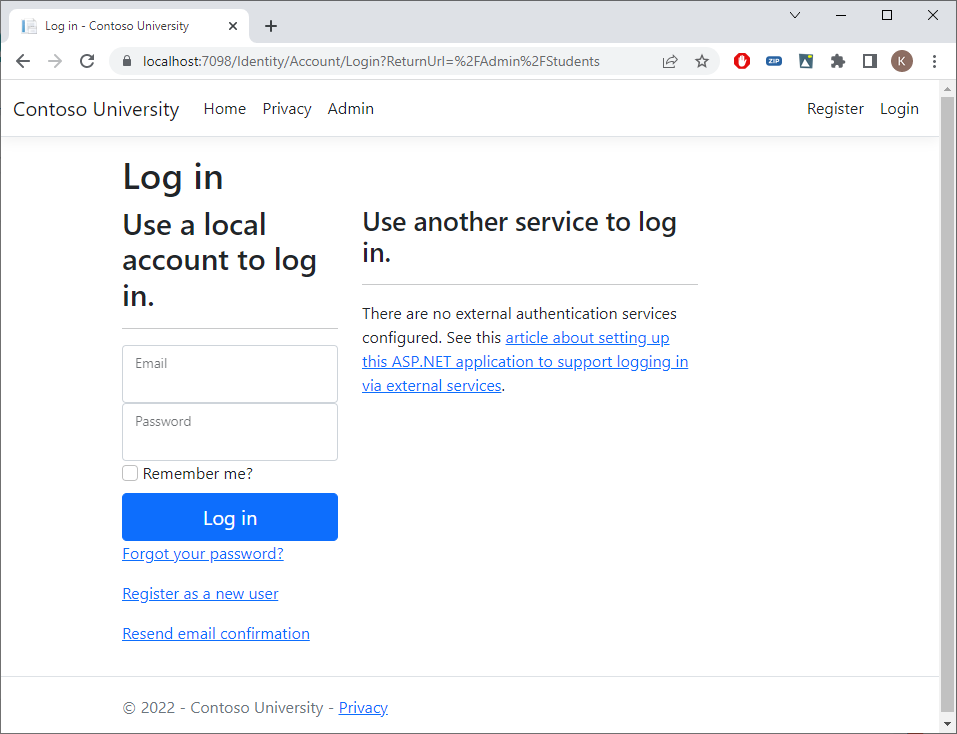 Log in - Contoso University
localhost:7098/Identity/Account/Login?ReturnUrl=%2FAdmin%2FStudents
ZIP
K
Contoso University Home Privacy Admin Register Login
Log in
Use a local
account to log
in.
Email
Password
Remember me?
Log in
Forgot your password?
Register as a new user
Resend email confirmation
Use another service to log
in.
There are no external authentication services
configured. See this article about setting up
this ASP.NET application to support logging in
via external services.
© 2022 - Contoso University - Privacy